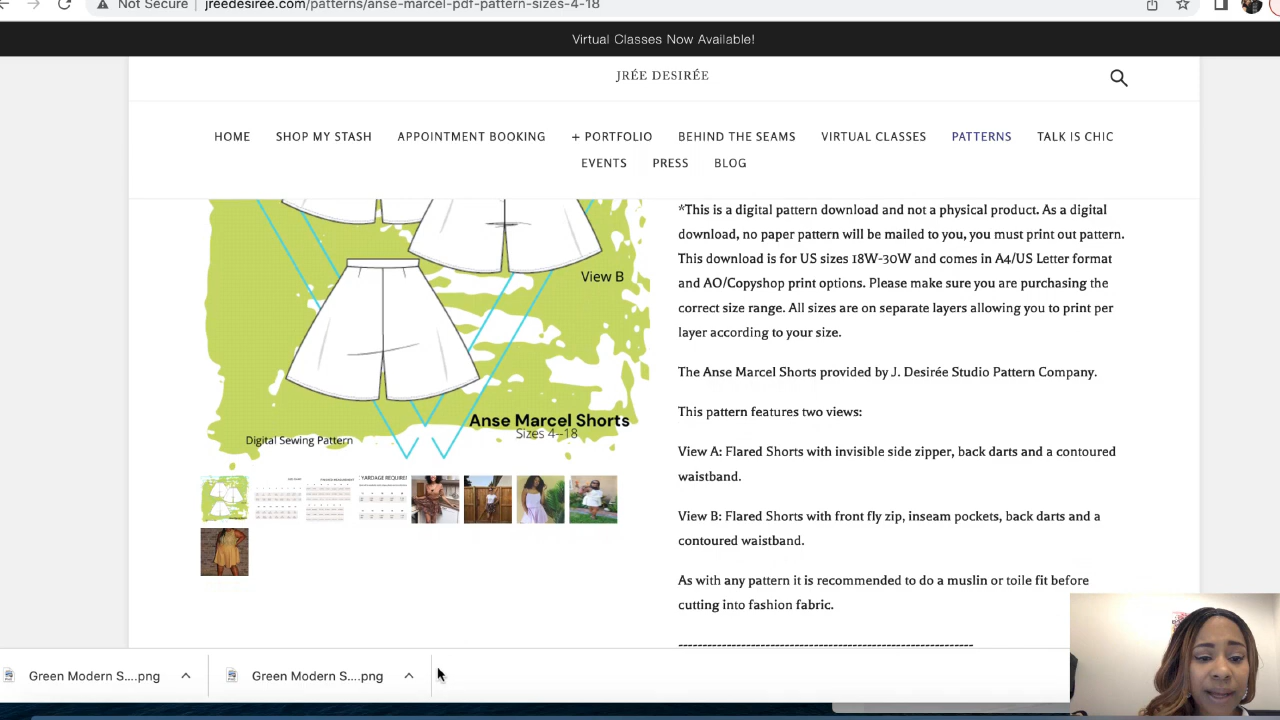 Not Secure
jreedesiree.com/patterns/anse-marcel-pdf-pattern-sizes-4-18
Virtual Classes Now Available!
JRÉE DESIRÉE
HOME SHOP MY STASH APPOINTMENT BOOKING + PORTFOLIO BEHIND THE SEAMS VIRTUAL CLASSES PATTERNS TALK IS CHIC
EVENTS PRESS BLOG
View B
Anse Marcel Shorts
Sizes 4--18
Digital Sewing Pattern
YARDAGE REQUIRE
*This is a digital pattern download and not a physical product. As a digital
download, no paper pattern will be mailed to you, you must print out pattern.
This download is for US sizes 18W-30W and comes in A4/US Letter format
and AO/Copyshop print options. Please make sure you are purchasing the
correct size range. All sizes are on separate layers allowing you to print per
layer according to your size.
The Anse Marcel Shorts provided by J. Desirée Studio Pattern Company.
This pattern features two views:
View A: Flared Shorts with invisible side zipper, back darts and a contoured
waistband.
View B: Flared Shorts with front fly zip, inseam pockets, back darts and a
contoured waistband.
As with any pattern it is recommended to do a muslin or toile fit before
cutting into fashion fabric.
------------------------------------------------------------
Green Modern S....png
Green Modern S....png